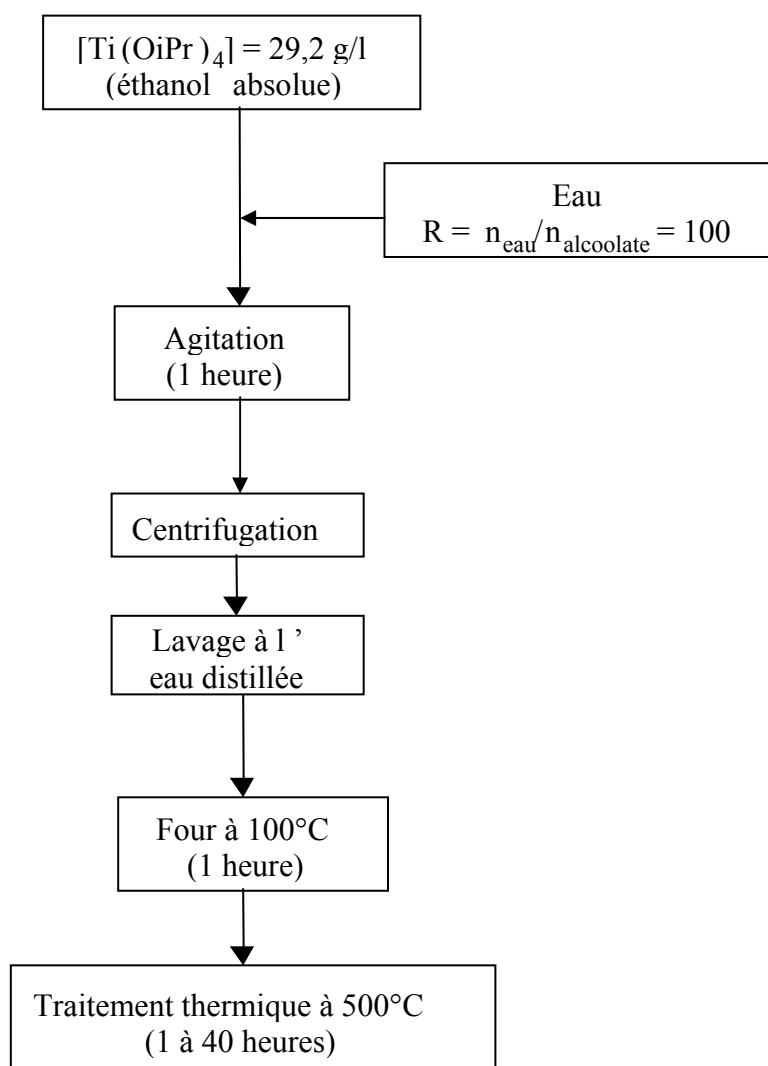 [Ti(OiPr)4] = 29,2 g/l
(éthanol absolue)
Eau
R = neau/nalcoolate = 100
Agitation
(1 heure)
Centrifugation
Lavage à l ’
eau distillée
Four à 100°C
(1 heure)
Traitement thermique à 500°C
(1 à 40 heures)